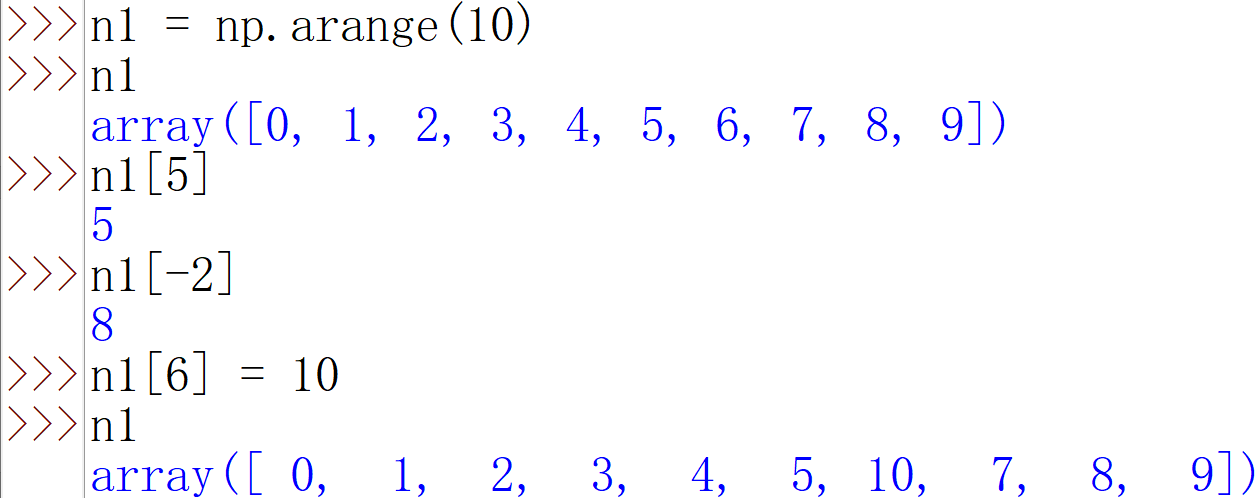 >>> n1 = np.arange(10)
>>> n1
array([0, 1, 2, 3, 4, 5, 6, 7, 8, 9])
>>> n1[5]
5
>>> n1[-2]
8
>>> n1[6] = 10
>>> n1
array([ 0,  1,  2,  3,  4,  5, 10,  7,  8,  9])